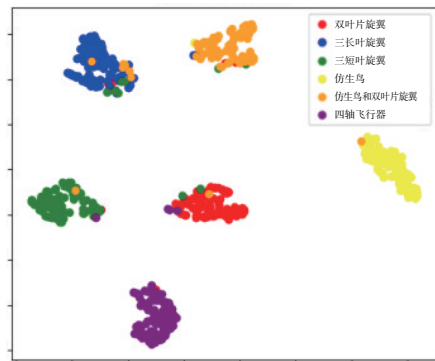 双叶片旋翼
三长叶旋翼
三短叶旋翼
仿生鸟
仿生鸟和双叶片旋翼
四轴飞行器